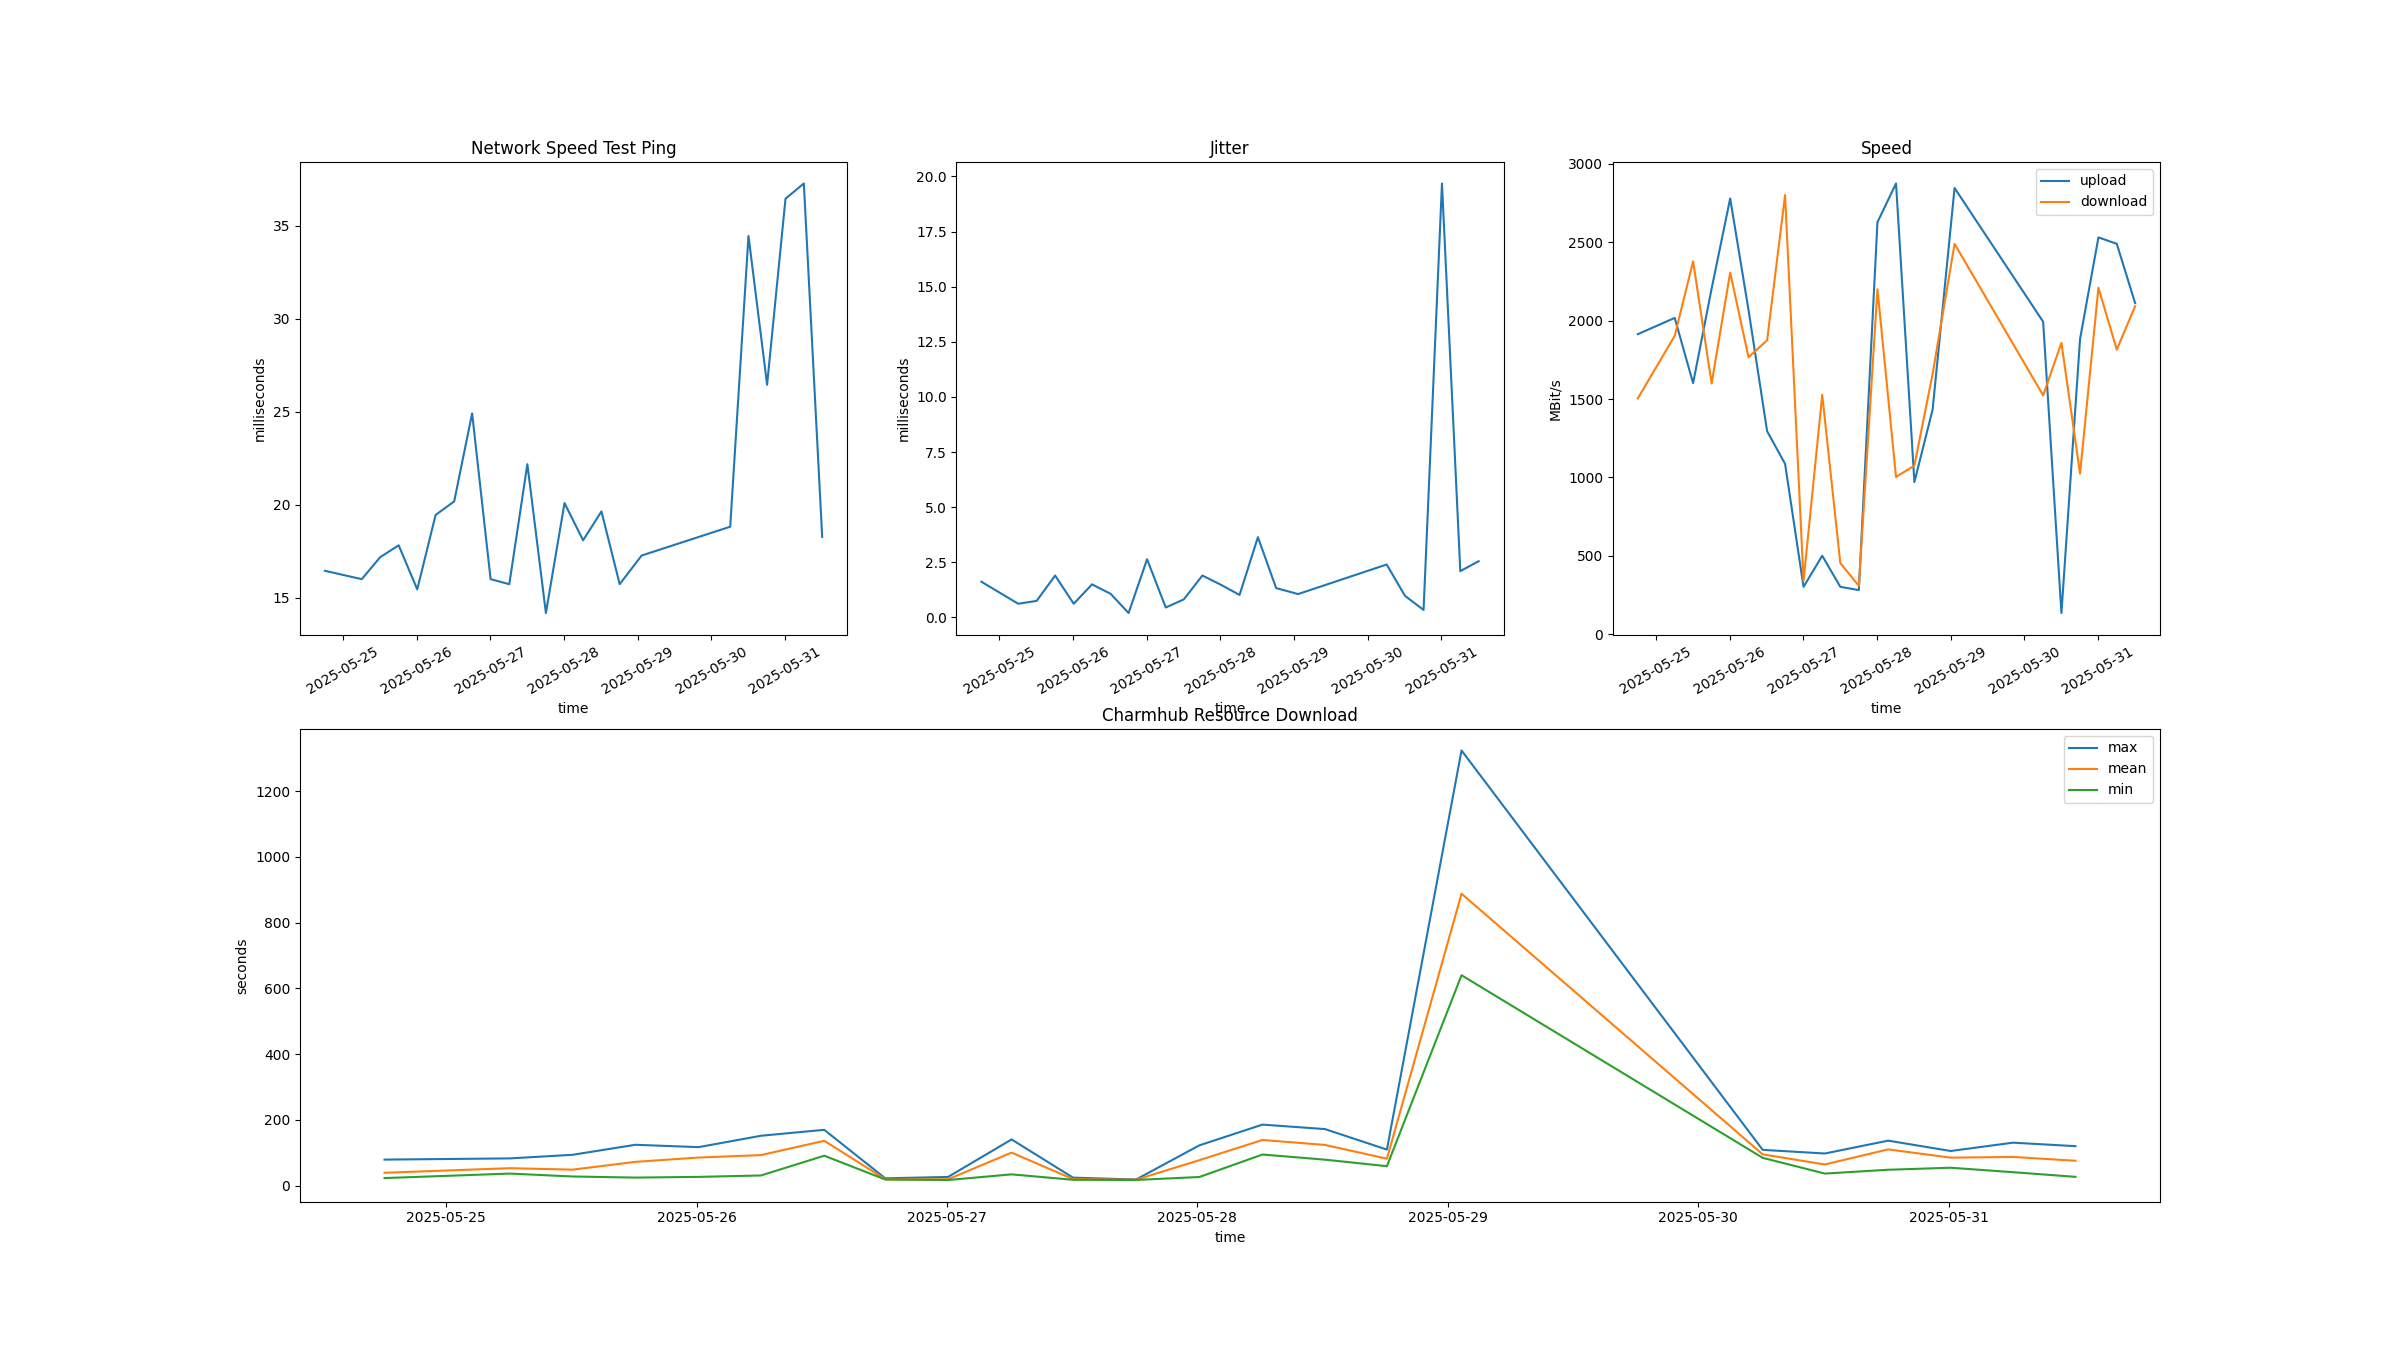 Network Speed Test Ping
milliseconds
35
30
25
20
15
2025-05-25 2025-05-26 2025-05-27 2025-05-28 2025-05-29 2025-05-30 2025-05-31
time
Jitter
milliseconds
20.0
17.5
15.0
12.5
10.0
7.5
5.0
2.5
0.0
2025-05-25 2025-05-26 2025-05-27 2025-05-28 2025-05-29 2025-05-30 2025-05-31
time
Speed
MBit/s
3000
2500
2000
1500
1000
500
0
upload
download
2025-05-25 2025-05-26 2025-05-27 2025-05-28 2025-05-29 2025-05-30 2025-05-31
time
Charmhub Resource Download
seconds
1200
1000
800
600
400
200
0
max
mean
min
2025-05-25 2025-05-26 2025-05-27 2025-05-28 2025-05-29 2025-05-30 2025-05-31
time